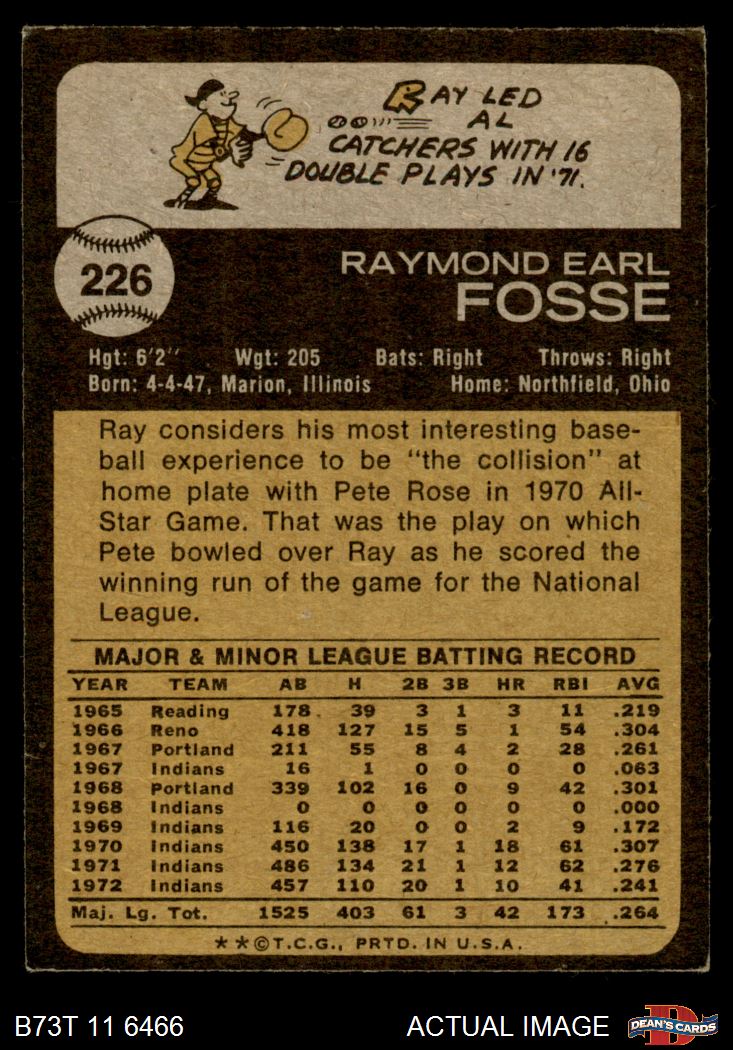 RAY LED
AL
CATCHERS WITH 16
DOUBLE PLAYS IN '71.
226
RAYMOND EARL
FOSSE
Hgt: 6'2" Wgt: 205 Bats: Right Throws: Right
Born: 4-4-47, Marion, Illinois Home: Northfield, Ohio
Ray considers his most interesting base-
ball experience to be "the collision" at
home plate with Pete Rose in 1970 All-
Star Game. That was the play on which
Pete bowled over Ray as he scored the
winning run of the game for the National
League.
MAJOR & MINOR LEAGUE BATTING RECORD
YEAR TEAM AB H 2B 3B HR RBI AVG
1965 Reading 178 39 3 1 3 11 .219
1966 Reno 418 127 15 5 1 54 .304
1967 Portland 211 55 8 4 2 28 .261
1967 Indians 16 1 0 0 0 0 .063
1968 Portland 339 102 16 0 9 42 .301
1968 Indians 0 0 0 0 0 0 .000
1969 Indians 116 20 0 0 2 9 .172
1970 Indians 450 138 17 1 18 61 .307
1971 Indians 486 134 21 1 12 62 .276
1972 Indians 457 110 20 1 10 41 .241
Maj. Lg. Tot. 1525 403 61 3 42 173 .264
★★©T.C.G., PRTD. IN U.S.A.
B73T 11 6466 ACTUAL IMAGE D DEAN'S CARDS